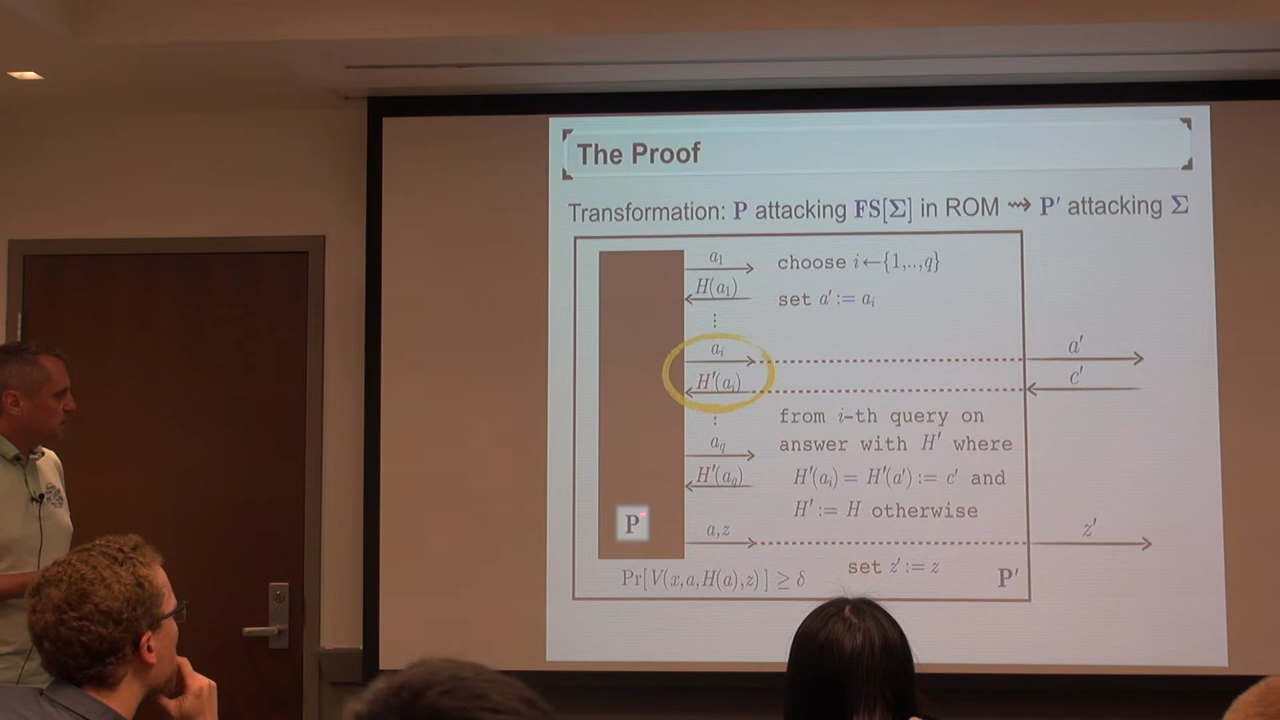 The Proof
Transformation: P attacking FS[Σ] in ROM ⇝ P′ attacking Σ
a₁
choose i←{1,..,q}
H(a₁)
set a′ := aᵢ
⋮
aᵢ
a′
H′(aᵢ)
c′
⋮
from i-th query on
a_q
answer with H′ where
H′(a_q)
H′(aᵢ) = H′(a′) := c′ and
H′ := H otherwise
P
a,z
z′
set z′ := z
Pr[V(x,a,H(a),z)] ≥ δ
P′